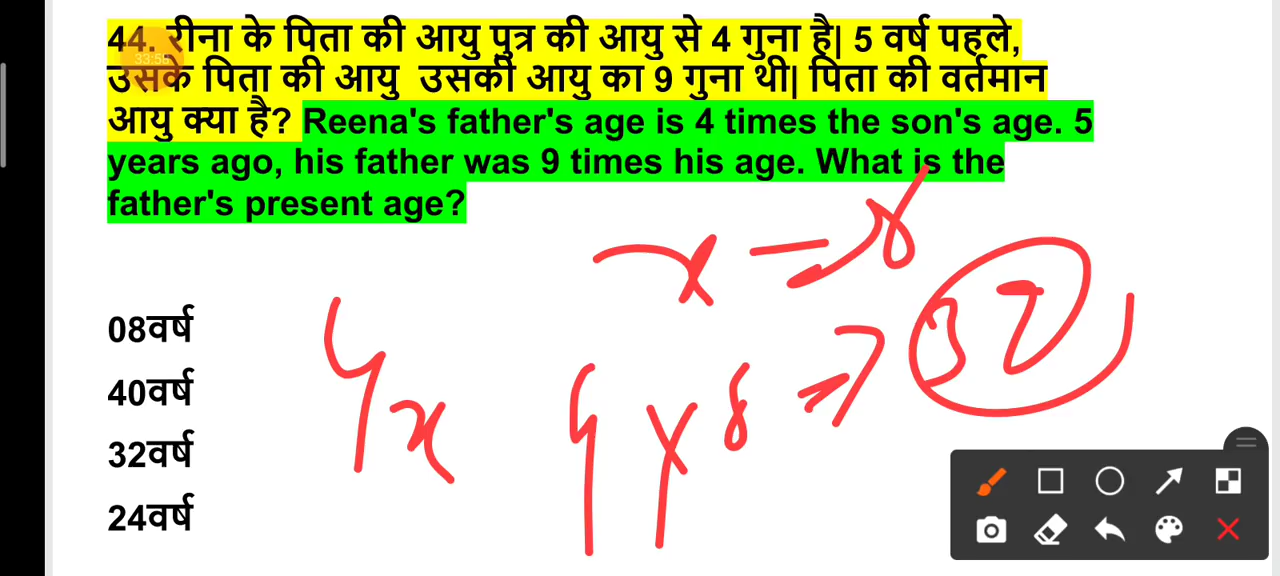 44. रीना के पिता की आयु पुत्र की आयु से 4 गुना है| 5 वर्ष पहले,
उसके पिता की आयु उसकी आयु का 9 गुना थी| पिता की वर्तमान
आयु क्या है? Reena's father's age is 4 times the son's age. 5
years ago, his father was 9 times his age. What is the
father's present age?
x = 8
08वर्ष
4x
40वर्ष
4 x 8 =7 32
32वर्ष
24वर्ष